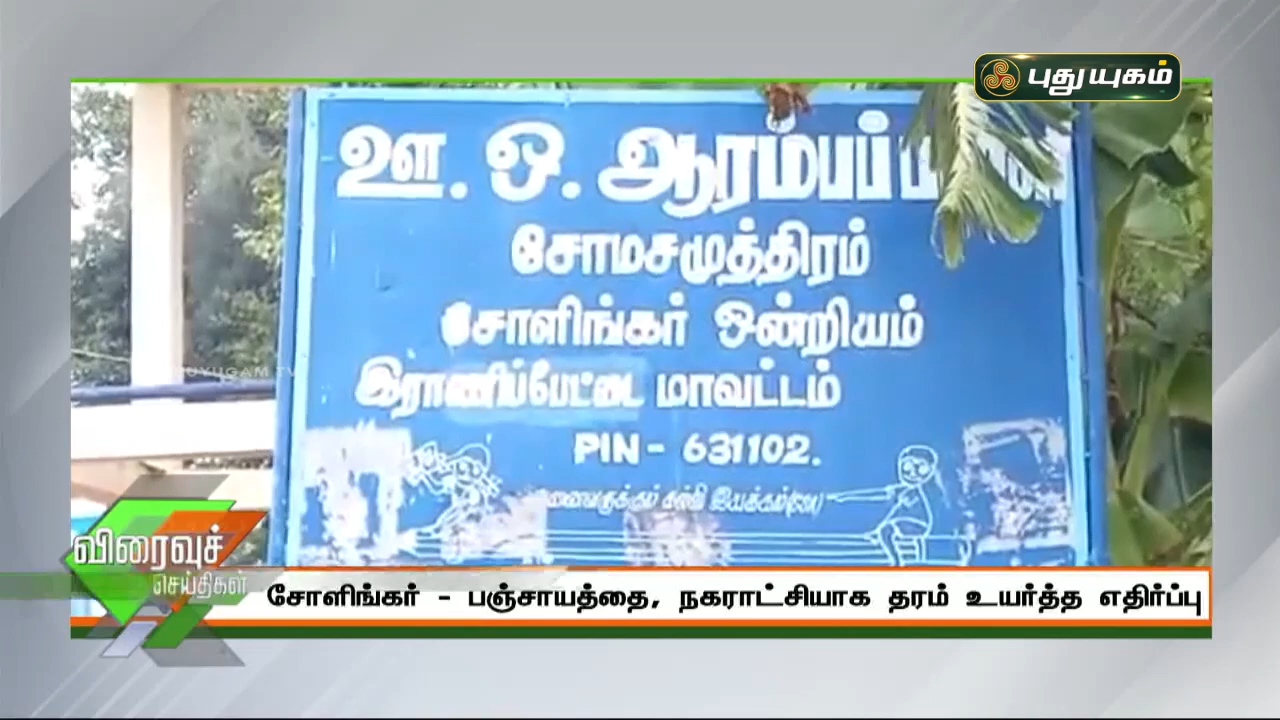 புதுயுகம்
ஊ. ஒ. ஆரம்பப்
சோமசமுத்திரம்
சோளிங்கர் ஒன்றியம்
இராணிப்பேட்டை மாவட்டம்
PIN - 631102.
விரைவுச்
செய்திகள்
சோளிங்கர் - பஞ்சாயத்தை, நகராட்சியாக தரம் உயர்த்த எதிர்ப்பு